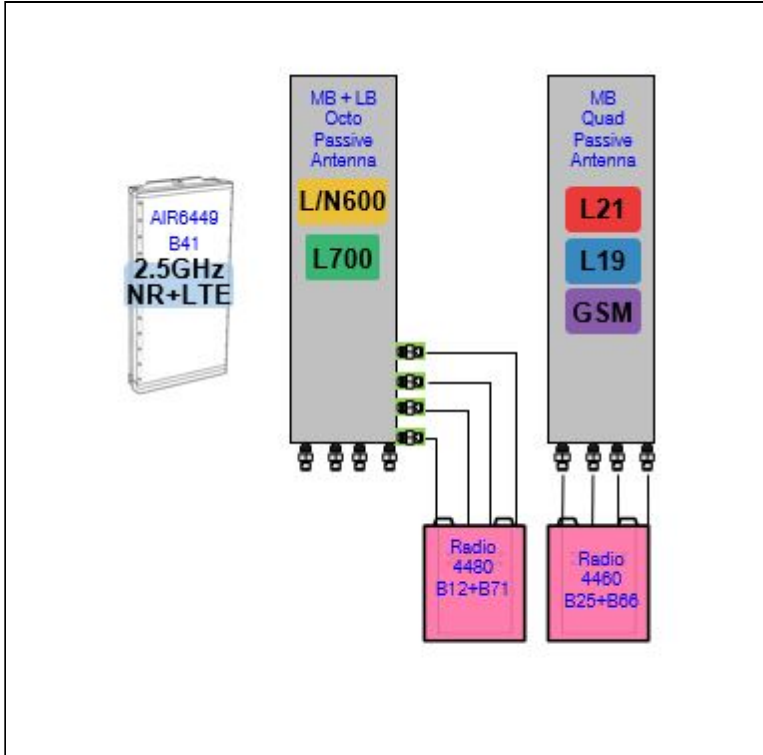 AIR6449
B41
2.5GHz
NR+LTE
MB + LB
Octo
Passive
Antenna
L/N600
L700
MB
Quad
Passive
Antenna
L21
L19
GSM
Radio
4480
B12+B71
Radio
4460
B25+B66